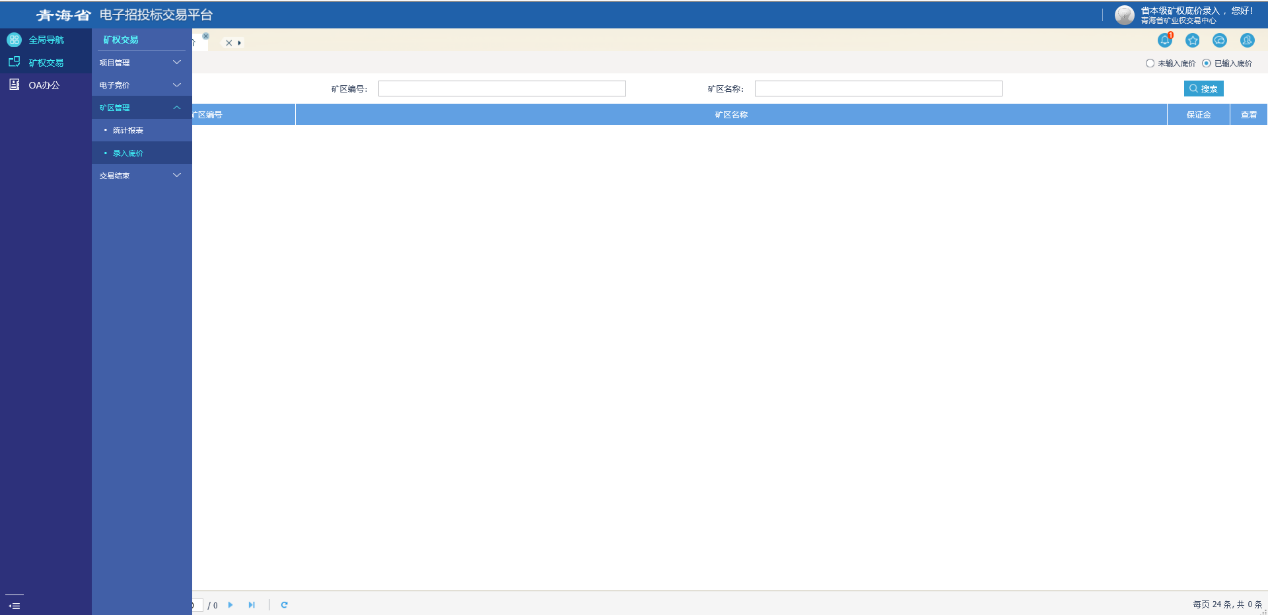 青海省 电子招投标交易平台
省本级矿权底价录入，您好!
青海省矿业权交易中心
全局导航
矿权交易
OA办公
矿权交易
项目管理
电子竞价
矿区管理
统计报表
录入底价
交易结束
未输入底价 已输入底价
矿区编号： 矿区名称： 搜索
矿区编号 矿区名称 保证金 查看
/ 0
每页 24 条, 共 0 条